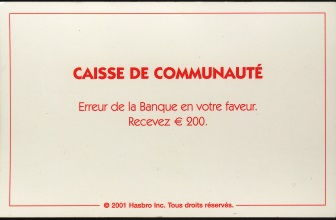 CAISSE DE COMMUNAUTÉ
Erreur de la Banque en votre faveur.
Recevez € 200.
© 2001 Hasbro Inc. Tous droits réservés.